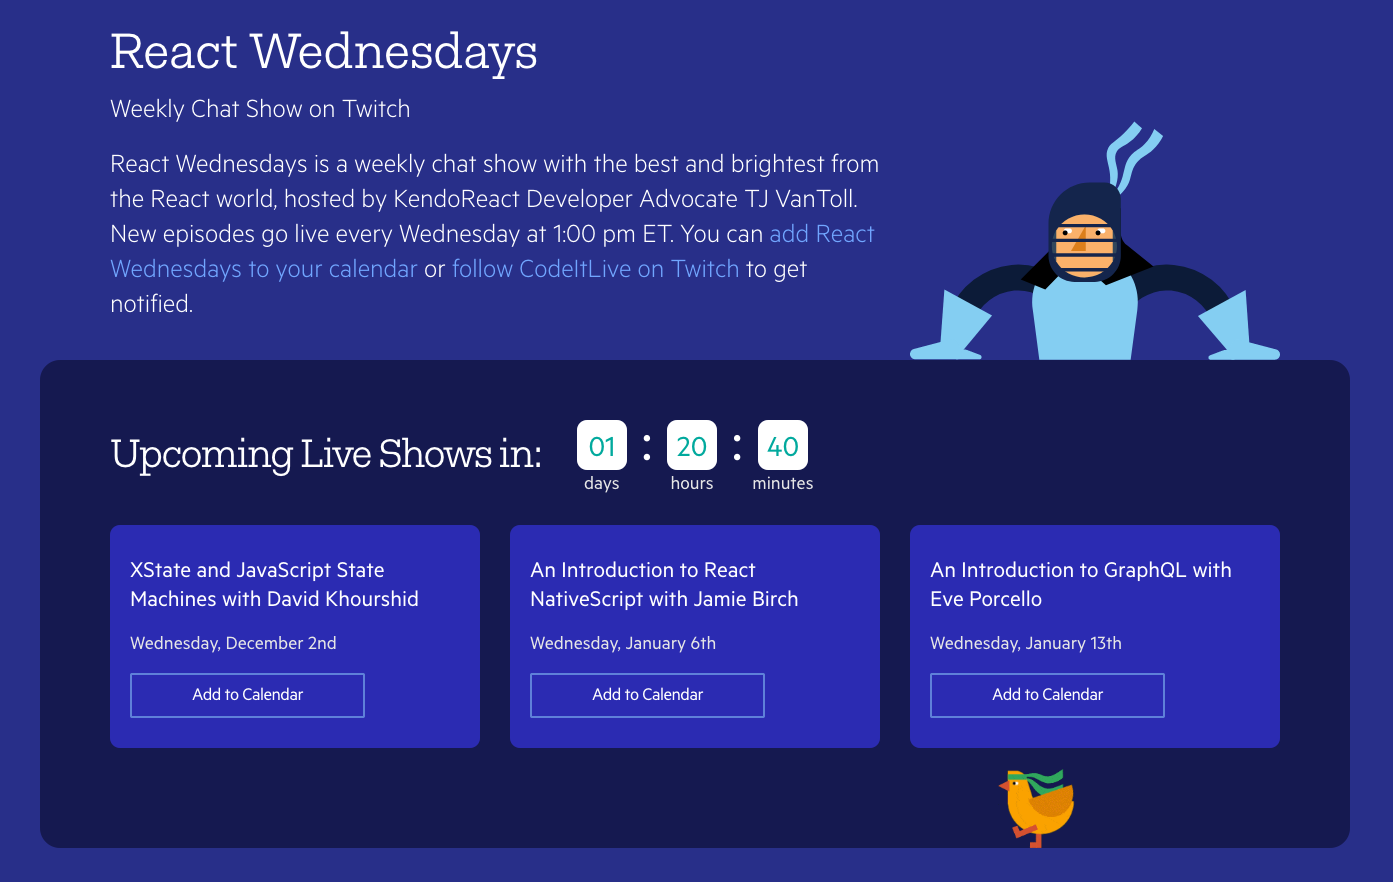 React Wednesdays
Weekly Chat Show on Twitch
React Wednesdays is a weekly chat show with the best and brightest from
the React world, hosted by KendoReact Developer Advocate TJ VanToll.
New episodes go live every Wednesday at 1:00 pm ET. You can add React
Wednesdays to your calendar or follow CodeItLive on Twitch to get
notified.
Upcoming Live Shows in:
01 : 20 : 40
days hours minutes
XState and JavaScript State
Machines with David Khourshid
Wednesday, December 2nd
Add to Calendar
An Introduction to React
NativeScript with Jamie Birch
Wednesday, January 6th
Add to Calendar
An Introduction to GraphQL with
Eve Porcello
Wednesday, January 13th
Add to Calendar